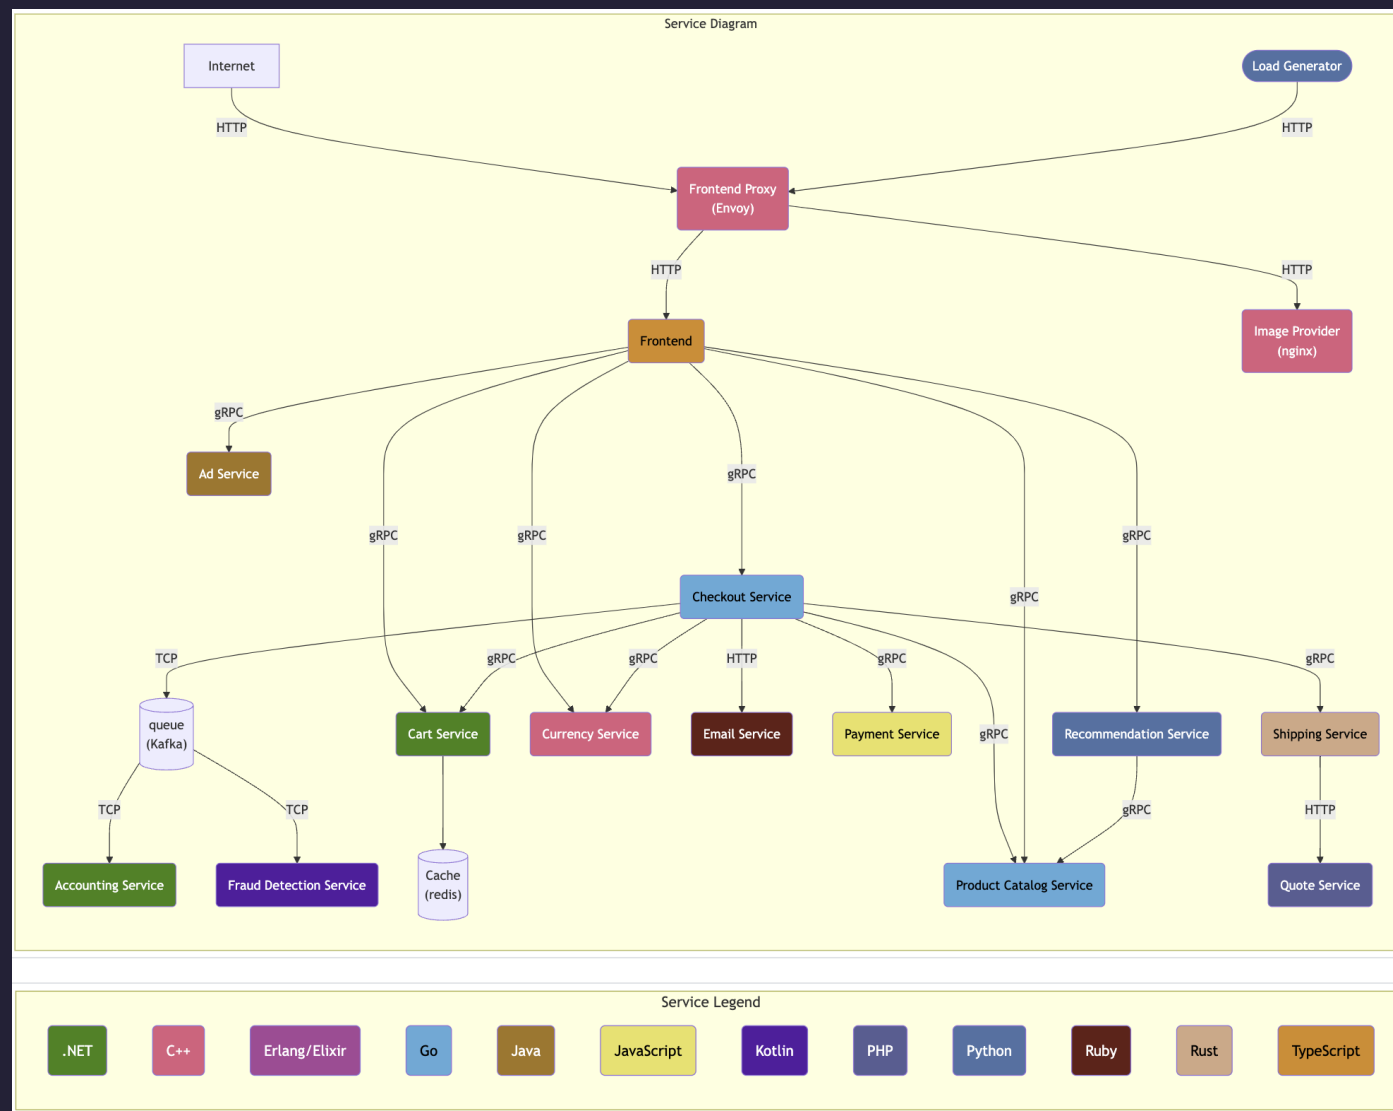 Service Diagram
Internet
Load Generator
HTTP
HTTP
Frontend Proxy
(Envoy)
HTTP
HTTP
Frontend
Image Provider
(nginx)
gRPC
Ad Service
gRPC
gRPC
gRPC
gRPC
gRPC
Checkout Service
gRPC
TCP
gRPC
gRPC
HTTP
gRPC
gRPC
queue
(Kafka)
Cart Service
Currency Service
Email Service
Payment Service
gRPC
Recommendation Service
Shipping Service
TCP
TCP
gRPC
HTTP
Accounting Service
Fraud Detection Service
Cache
(redis)
Product Catalog Service
Quote Service
Service Legend
.NET
C++
Erlang/Elixir
Go
Java
JavaScript
Kotlin
PHP
Python
Ruby
Rust
TypeScript